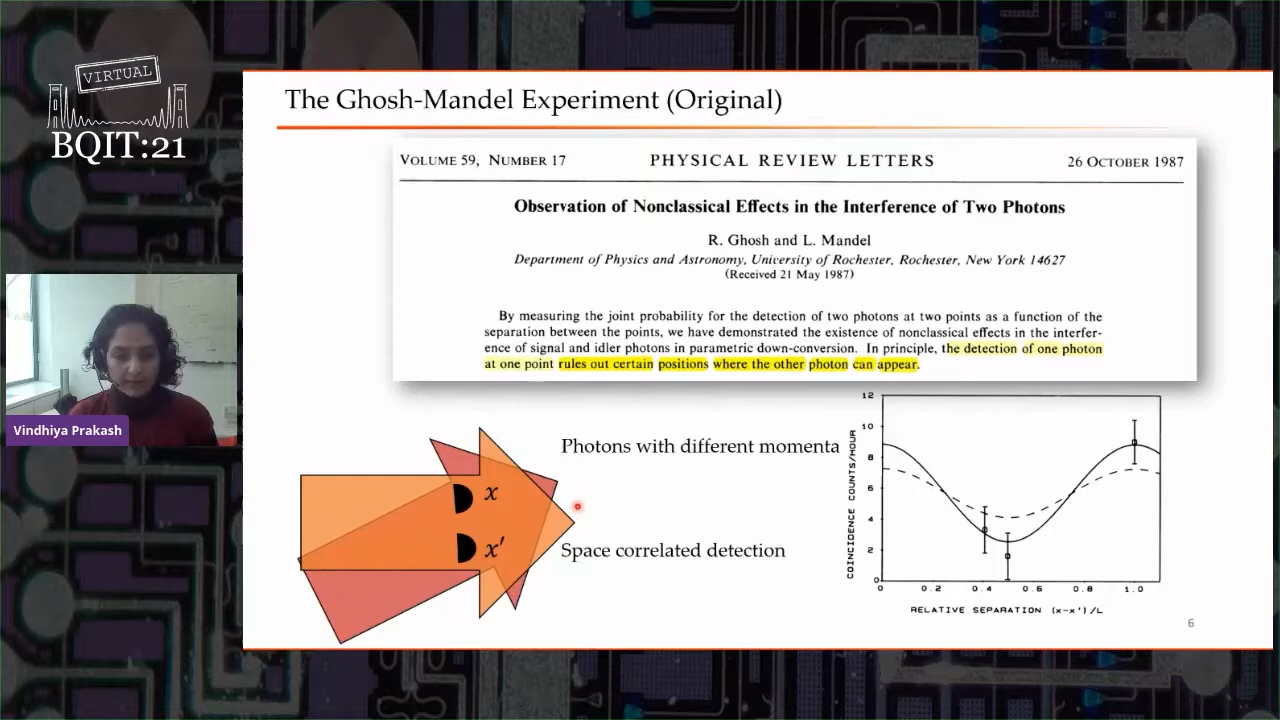 VIRTUAL
BQIT:21
The Ghosh-Mandel Experiment (Original)
VOLUME 59, NUMBER 17 PHYSICAL REVIEW LETTERS 26 OCTOBER 1987
Observation of Nonclassical Effects in the Interference of Two Photons
R. Ghosh and L. Mandel
Department of Physics and Astronomy, University of Rochester, Rochester, New York 14627
(Received 21 May 1987)
By measuring the joint probability for the detection of two photons at two points as a function of the
separation between the points, we have demonstrated the existence of nonclassical effects in the interfer-
ence of signal and idler photons in parametric down-conversion. In principle, the detection of one photon
at one point rules out certain positions where the other photon can appear.
Vindhiya Prakash
Photons with different momenta
x
x′
Space correlated detection
COINCIDENCE COUNTS/HOUR
12
10
8
6
4
2
0
0 0.2 0.4 0.6 0.8 1.0
RELATIVE SEPARATION (x-x')/L
6